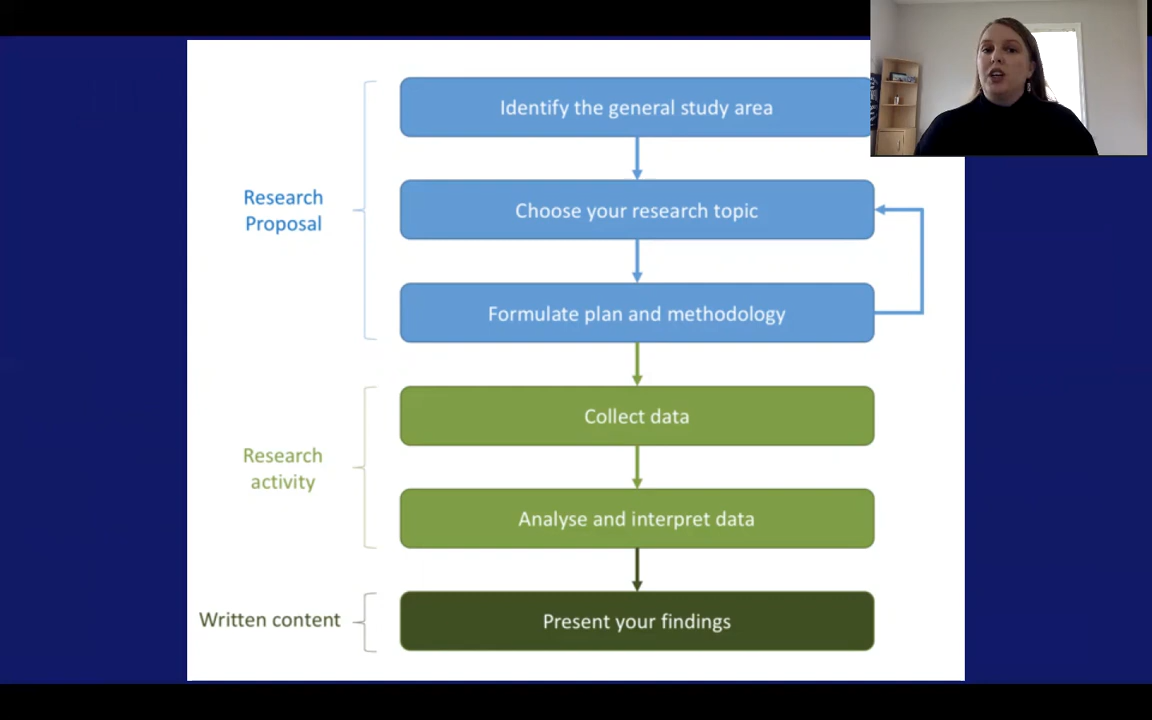 Identify the general study area
Research
Proposal
Choose your research topic
Formulate plan and methodology
Collect data
Research
activity
Analyse and interpret data
Written content
Present your findings